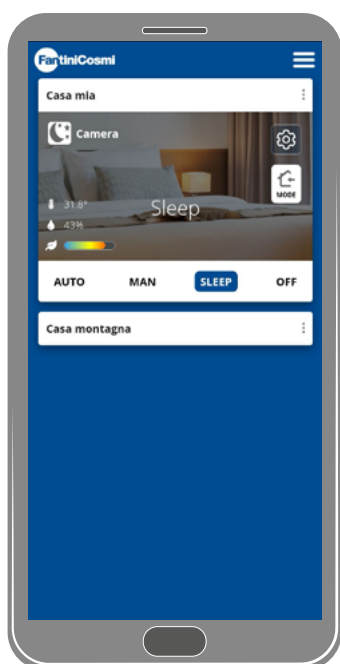 FantiniCosmi
Casa mia
Camera
MODE
31.8°
Sleep
43%
AUTO MAN SLEEP OFF
Casa montagna